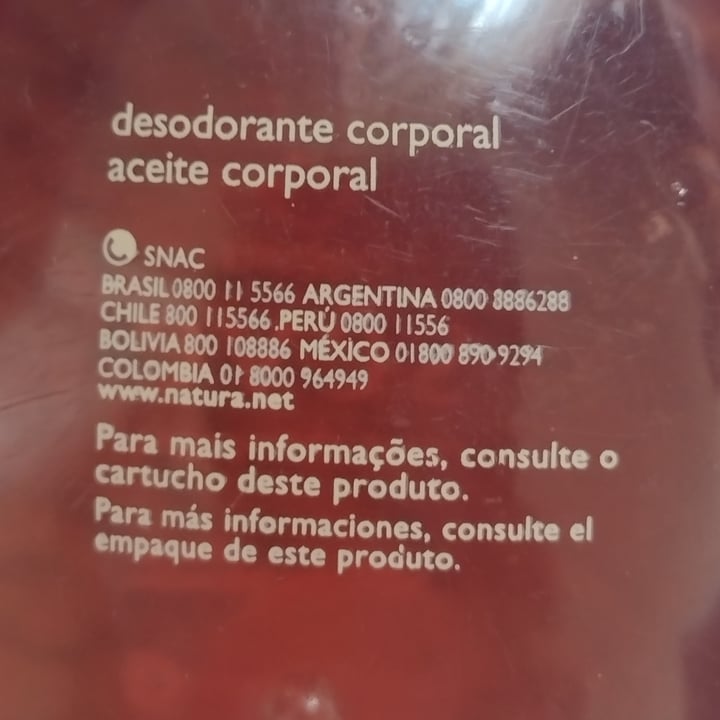 desodorante corporal
aceite corporal
SNAC
BRASIL 0800 11 5566 ARGENTINA 0800 8886288
CHILE 800 115566 .PERÚ 0800 11556
BOLIVIA 800 108886 MÉXICO 01800 890 9294
COLOMBIA 01 8000 964949
www.natura.net
Para mais informações, consulte o
cartucho deste produto.
Para más informaciones, consulte el
empaque de este produto.